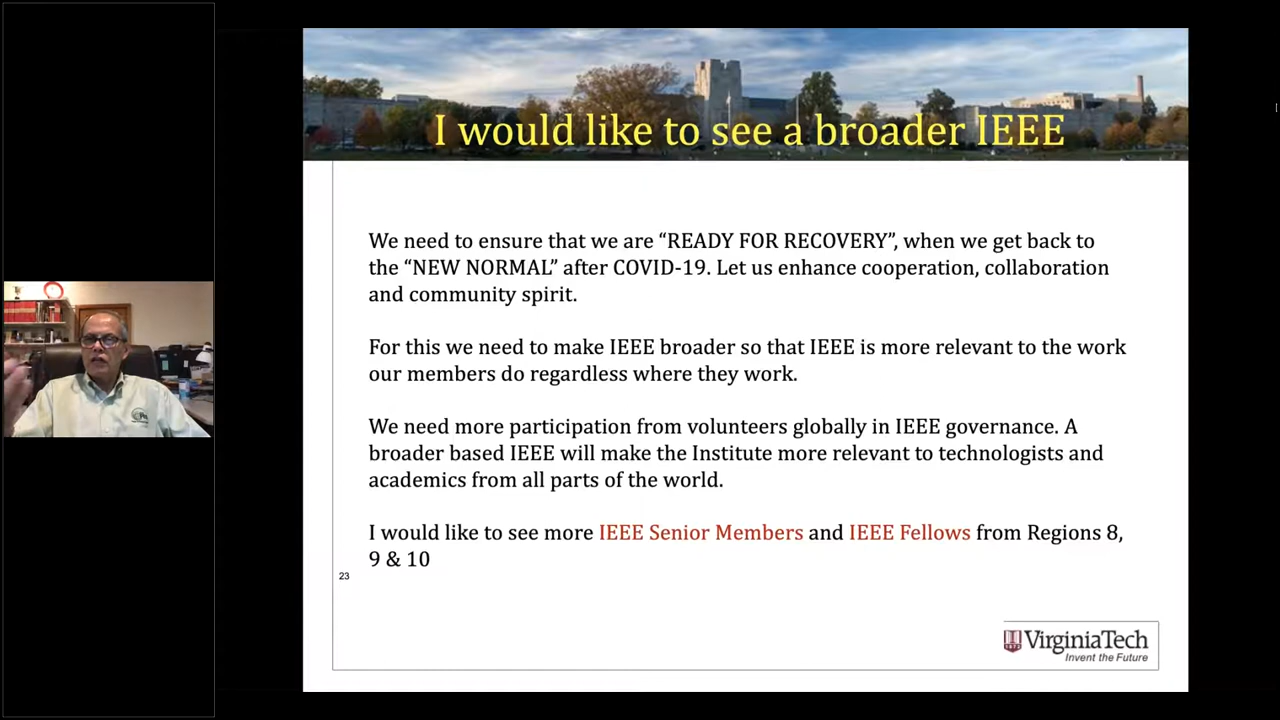 I would like to see a broader IEEE
We need to ensure that we are “READY FOR RECOVERY”, when we get back to
the “NEW NORMAL” after COVID-19. Let us enhance cooperation, collaboration
and community spirit.
For this we need to make IEEE broader so that IEEE is more relevant to the work
our members do regardless where they work.
We need more participation from volunteers globally in IEEE governance. A
broader based IEEE will make the Institute more relevant to technologists and
academics from all parts of the world.
I would like to see more IEEE Senior Members and IEEE Fellows from Regions 8,
9 & 10
23
VirginiaTech
Invent the Future